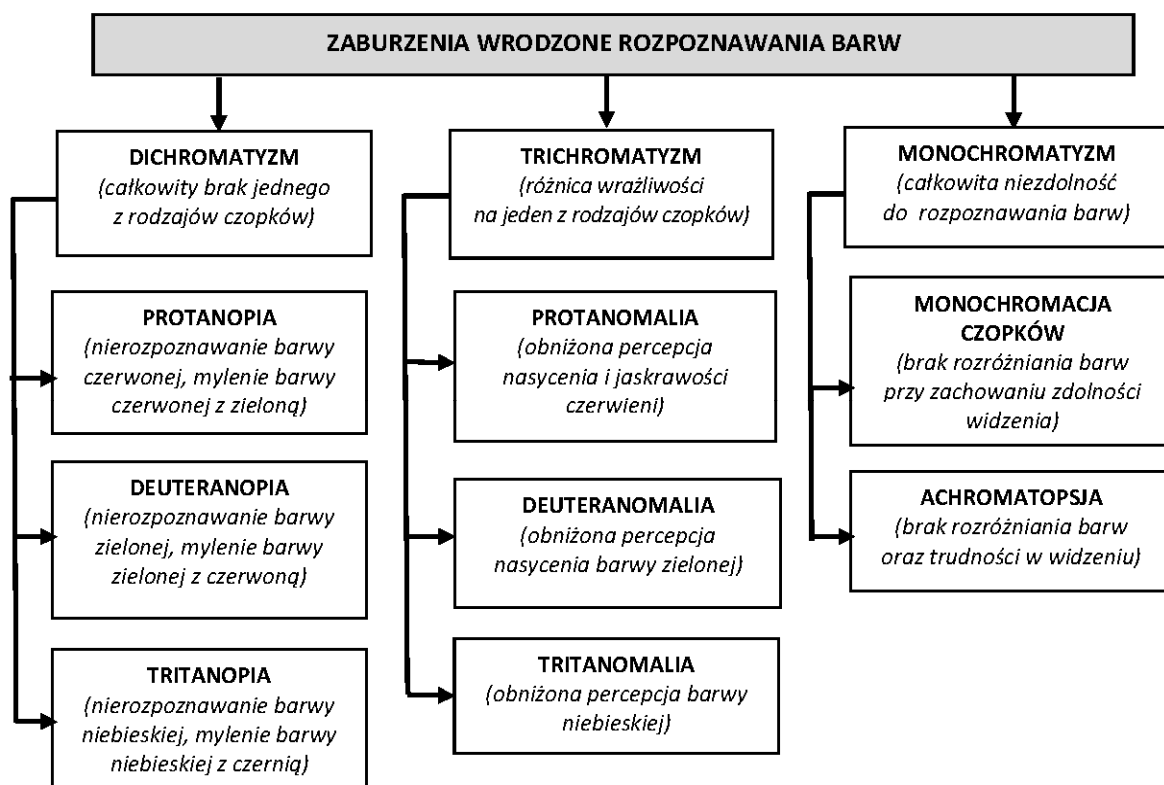 ZABURZENIA WRODZONE ROZPOZNAWANIA BARW
DICHROMATYZM
(całkowity brak jednego
z rodzajów czopków)
PROTANOPIA
(nierozpoznawanie barwy
czerwonej, mylenie barwy
czerwonej z zieloną)
DEUTERANOPIA
(nierozpoznawanie barwy
zielonej, mylenie barwy
zielonej z czerwoną)
TRITANOPIA
(nierozpoznawanie barwy
niebieskiej, mylenie barwy
niebieskiej z czernią)
TRICHROMATYZM
(różnica wrażliwości
na jeden z rodzajów czopków)
PROTANOMALIA
(obniżona percepcja
nasycenia i jaskrawości
czerwieni)
DEUTERANOMALIA
(obniżona percepcja
nasycenia barwy zielonej)
TRITANOMALIA
(obniżona percepcja barwy
niebieskiej)
MONOCHROMATYZM
(całkowita niezdolność
do rozpoznawania barw)
MONOCHROMACJA
CZOPKÓW
(brak rozróżniania barw
przy zachowaniu zdolności
widzenia)
ACHROMATOPSJA
(brak rozróżniania barw
oraz trudności w widzeniu)